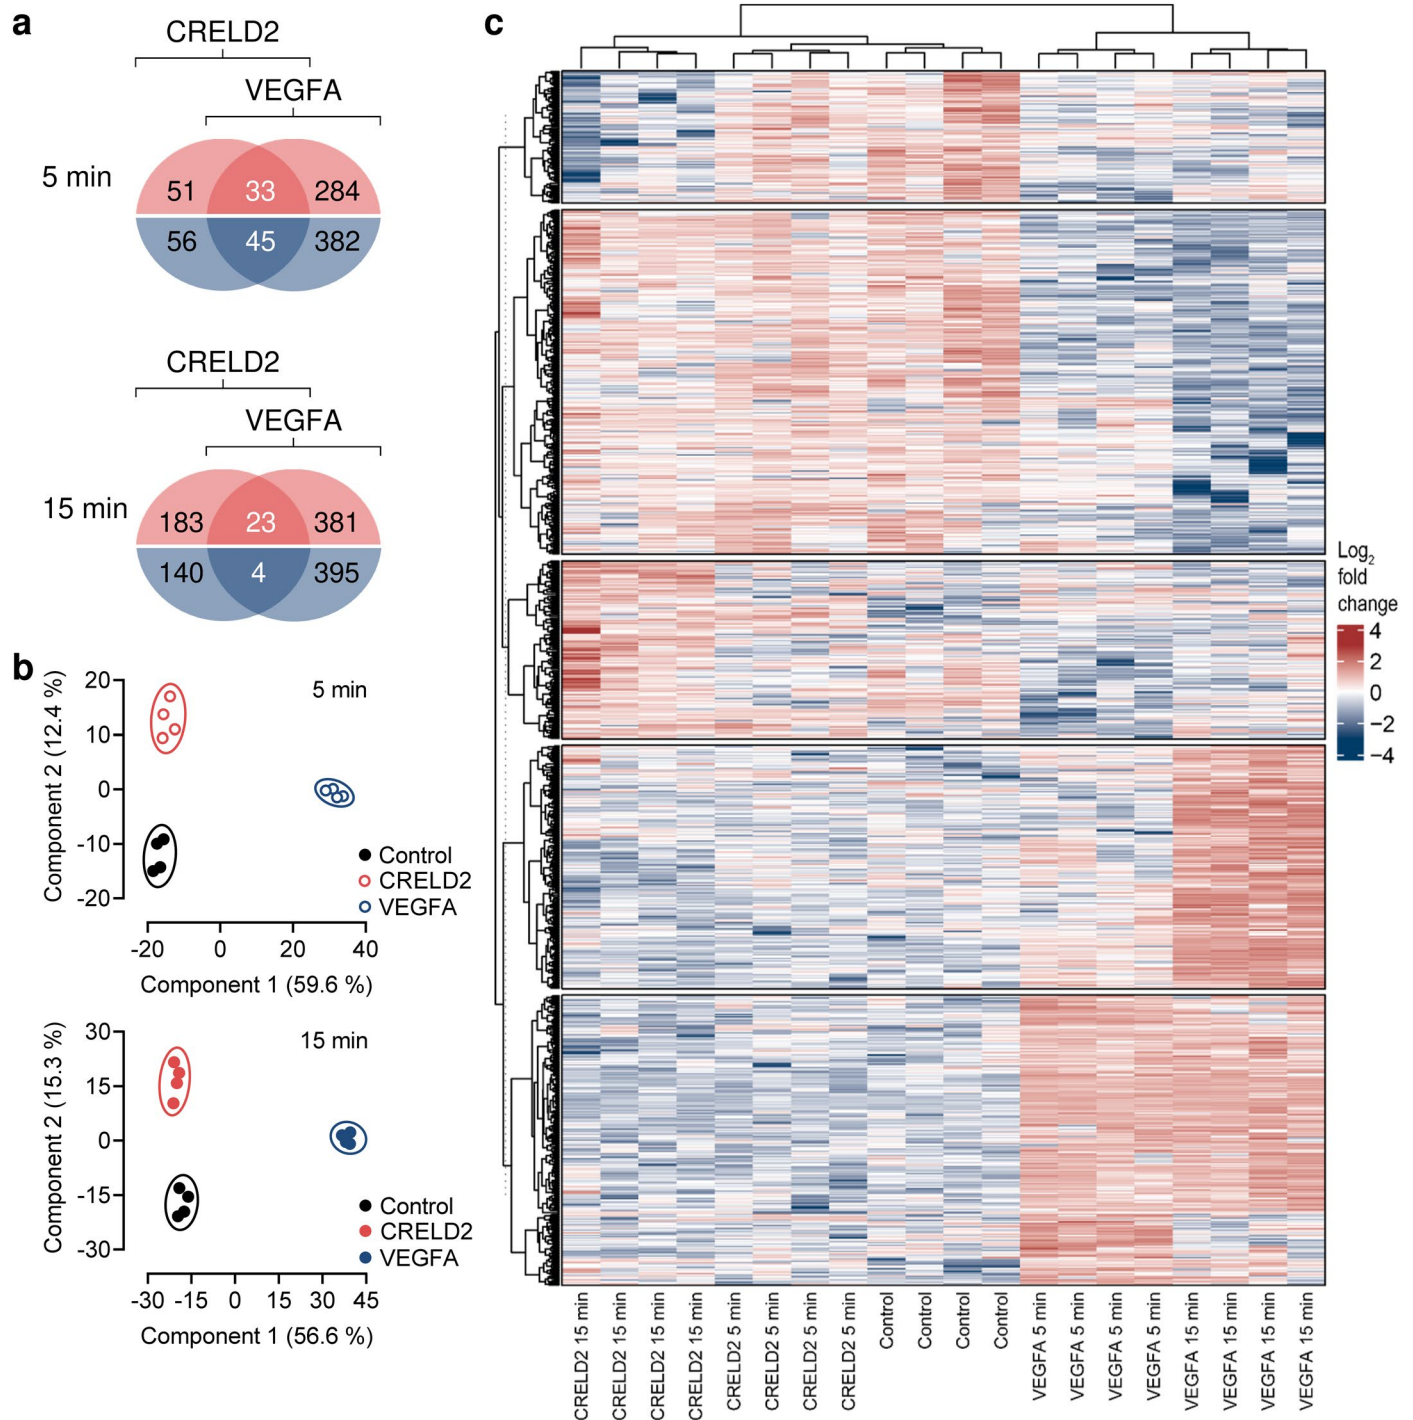 a
CRELD2
VEGFA
5 min
51 33 284
56 45 382
CRELD2
VEGFA
15 min
183 23 381
140 4 395
b
Component 2 (12.4 %)
20
10
0
-10
-20
5 min
Control
CRELD2
VEGFA
-20 0 20 40
Component 1 (59.6 %)
Component 2 (15.3 %)
30
15
0
-15
-30
15 min
Control
CRELD2
VEGFA
-30 -15 0 15 30 45
Component 1 (56.6 %)
c
Log2
fold
change
4
2
0
−2
−4
CRELD2 15 min
CRELD2 15 min
CRELD2 15 min
CRELD2 15 min
CRELD2 5 min
CRELD2 5 min
CRELD2 5 min
CRELD2 5 min
Control
Control
Control
Control
VEGFA 5 min
VEGFA 5 min
VEGFA 5 min
VEGFA 5 min
VEGFA 15 min
VEGFA 15 min
VEGFA 15 min
VEGFA 15 min